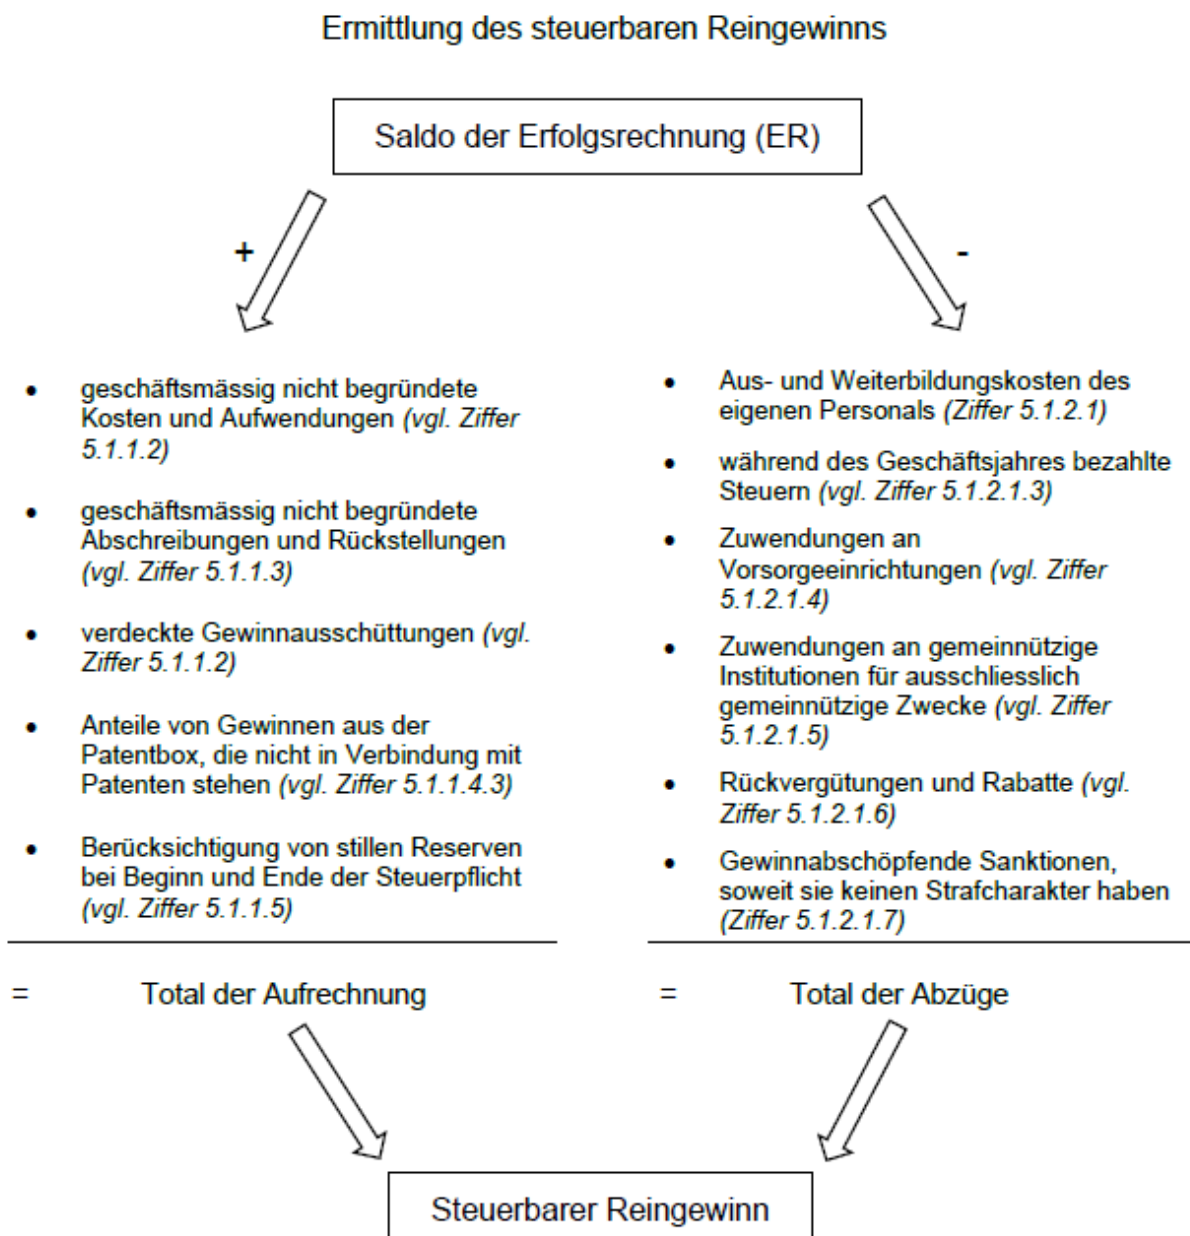 Ermittlung des steuerbaren Reingewinns
Saldo der Erfolgsrechnung (ER)
+
-
• geschäftsmässig nicht begründete
Kosten und Aufwendungen (vgl. Ziffer
5.1.1.2)
• geschäftsmässig nicht begründete
Abschreibungen und Rückstellungen
(vgl. Ziffer 5.1.1.3)
• verdeckte Gewinnausschüttungen (vgl.
Ziffer 5.1.1.2)
• Anteile von Gewinnen aus der
Patentbox, die nicht in Verbindung mit
Patenten stehen (vgl. Ziffer 5.1.1.4.3)
• Berücksichtigung von stillen Reserven
bei Beginn und Ende der Steuerpflicht
(vgl. Ziffer 5.1.1.5)
= Total der Aufrechnung
• Aus- und Weiterbildungskosten des
eigenen Personals (Ziffer 5.1.2.1)
• während des Geschäftsjahres bezahlte
Steuern (vgl. Ziffer 5.1.2.1.3)
• Zuwendungen an
Vorsorgeeinrichtungen (vgl. Ziffer
5.1.2.1.4)
• Zuwendungen an gemeinnützige
Institutionen für ausschliesslich
gemeinnützige Zwecke (vgl. Ziffer
5.1.2.1.5)
• Rückvergütungen und Rabatte (vgl.
Ziffer 5.1.2.1.6)
• Gewinnabschöpfende Sanktionen,
soweit sie keinen Strafcharakter haben
(Ziffer 5.1.2.1.7)
= Total der Abzüge
Steuerbarer Reingewinn